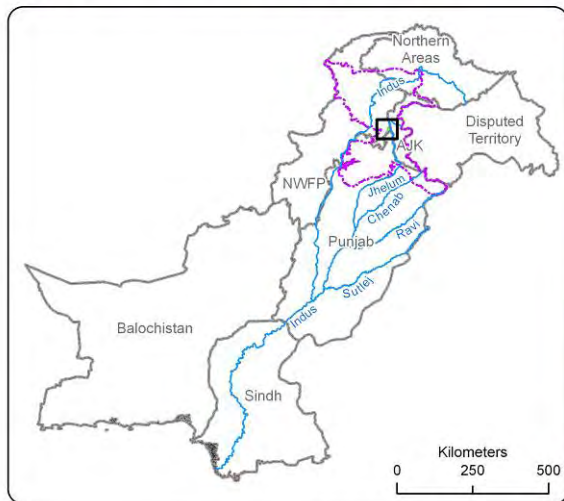 Northern
Areas
Indus
Disputed
Territory
AJK
NWFP
Jhelum
Chenab
Ravi
Punjab
Sutlej
Indus
Balochistan
Sindh
Kilometers
0 250 500